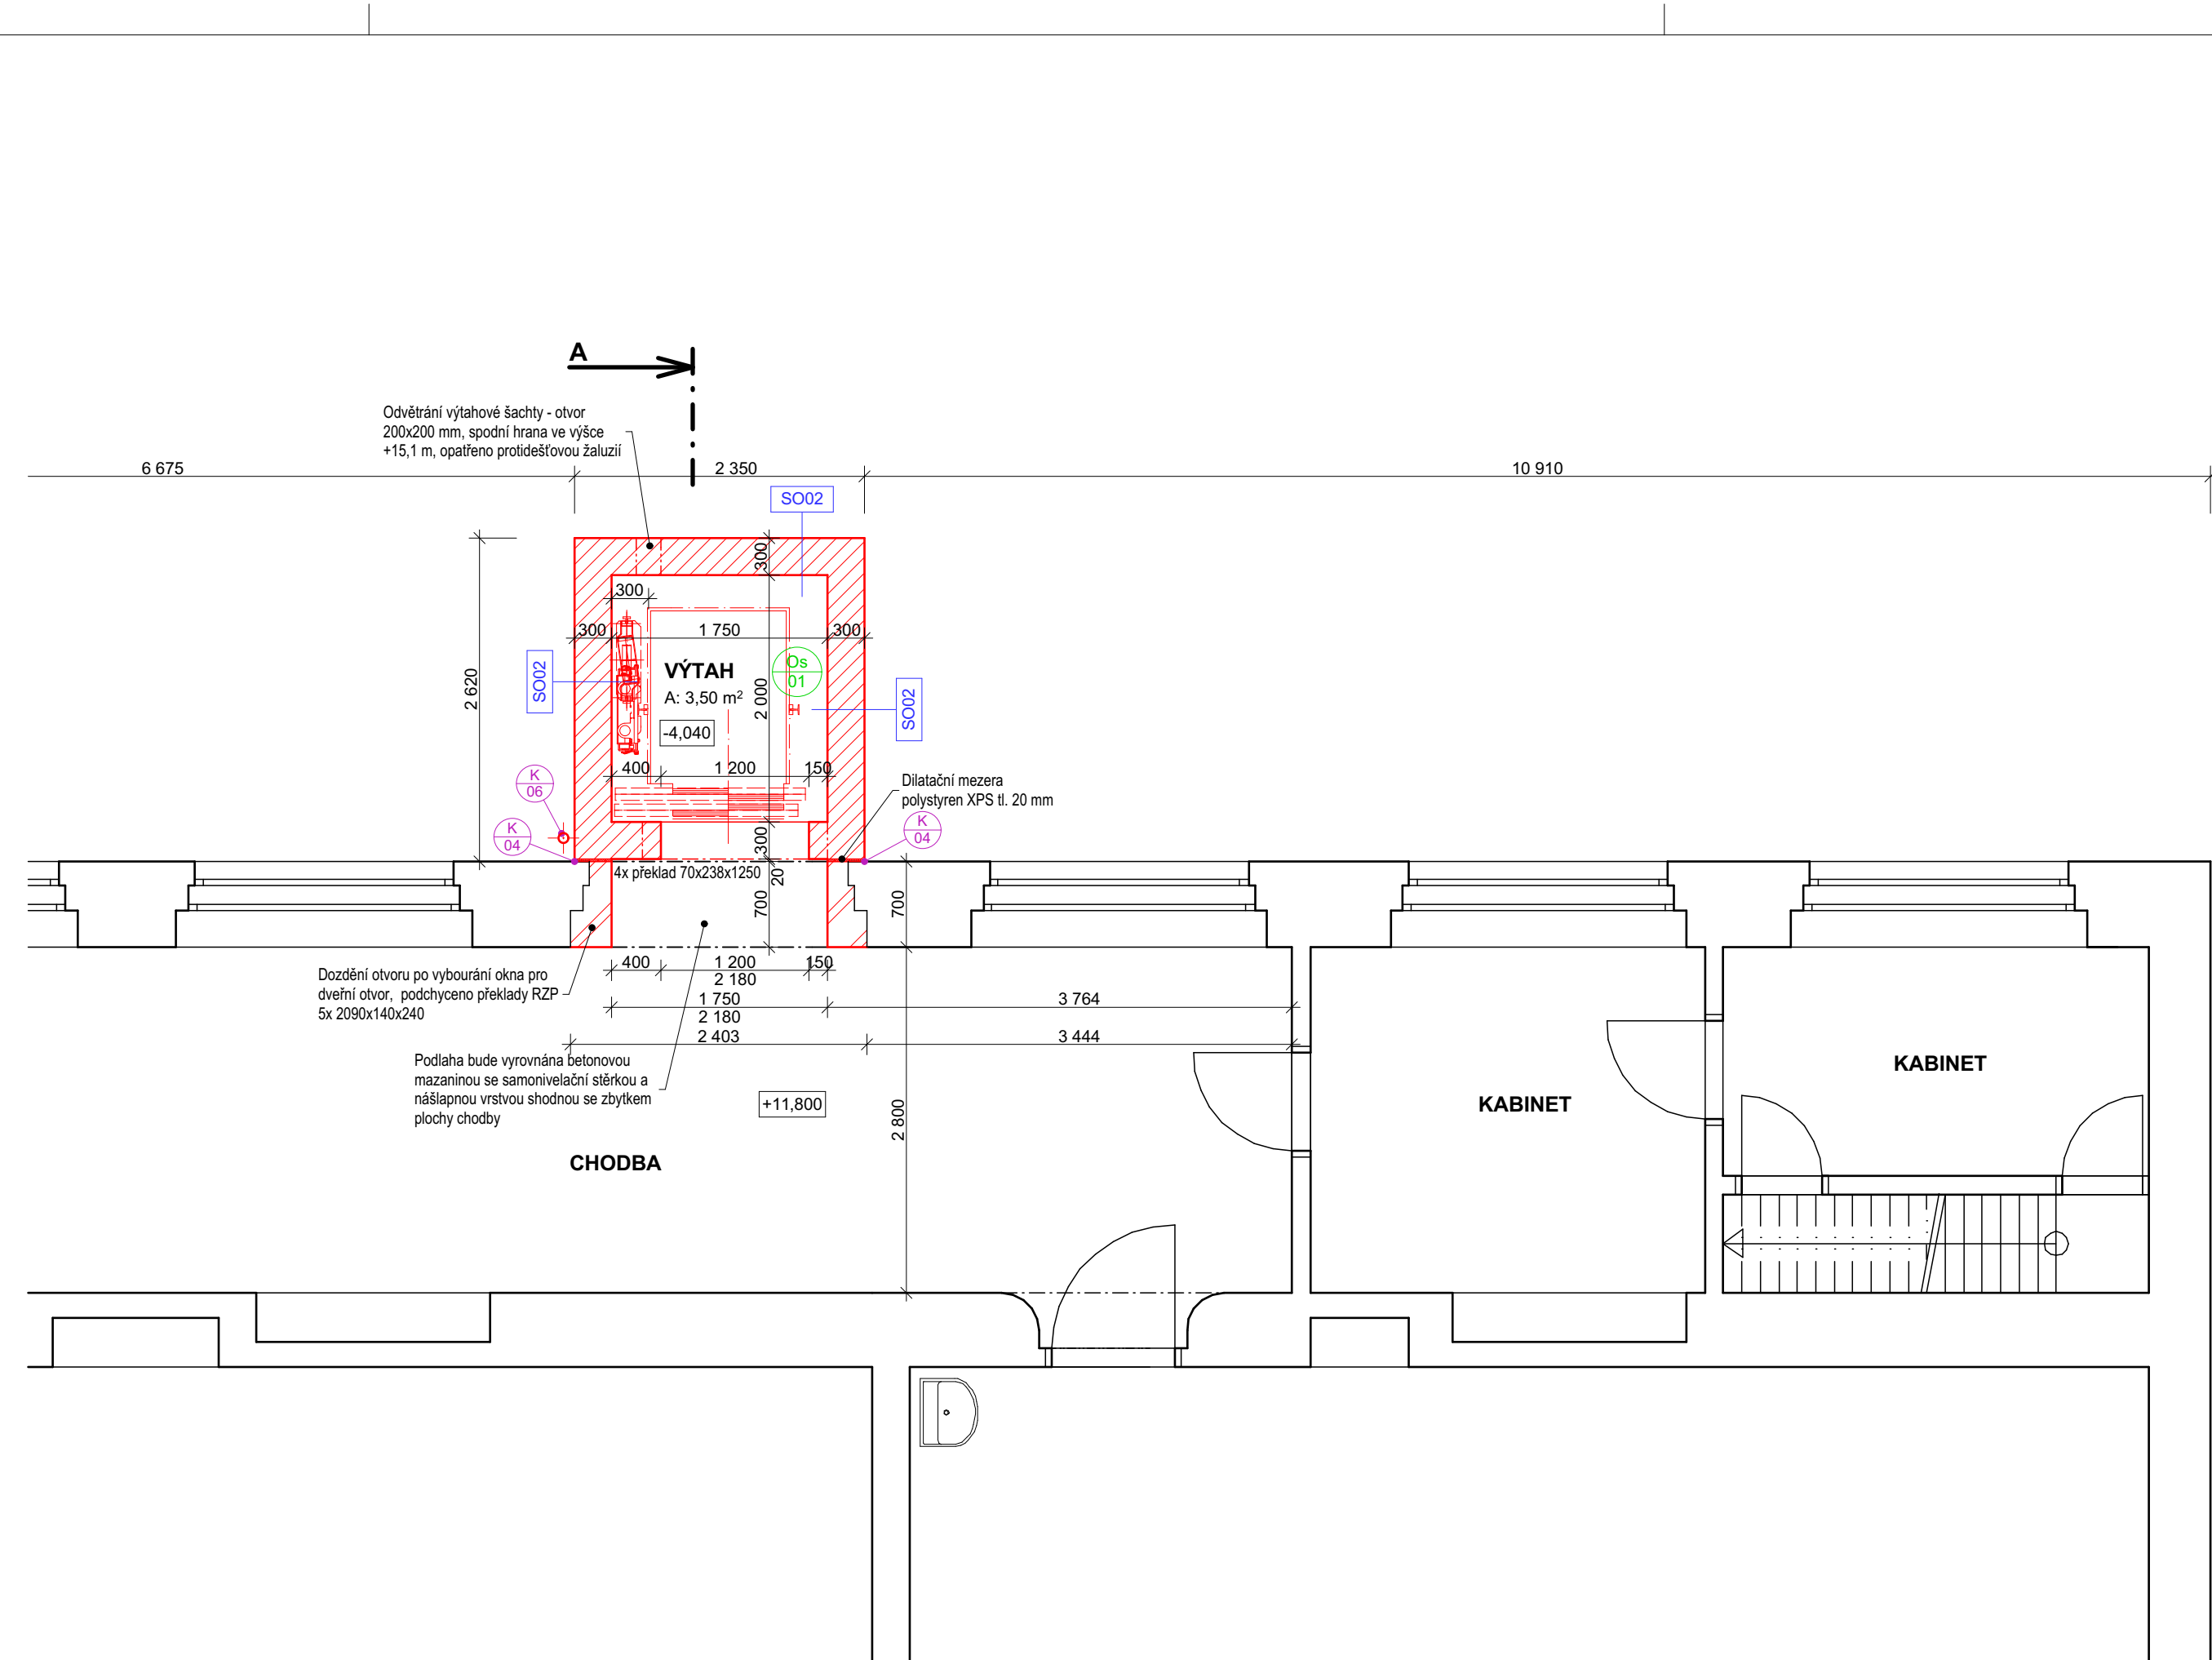 A
Odvětrání výtahové šachty - otvor
200x200 mm, spodní hrana ve výšce
+15,1 m, opatřeno protidešťovou žaluzií
6 675
2 350
10 910
SO02
300
300
300
1 750
300
2 620
SO02
VÝTAH
A: 3,50 m²
-4,040
Os
01
2 000
SO02
400
1 200
150
K
06
K
04
Dilatační mezera
polystyren XPS tl. 20 mm
K
04
300
4x překlad 70x238x1250
20
700
700
400
1 200
150
2 180
Dozdění otvoru po vybourání okna pro
dveřní otvor,  podchyceno překlady RZP
5x 2090x140x240
1 750
2 180
3 764
2 403
3 444
Podlaha bude vyrovnána betonovou
mazaninou se samonivelační stěrkou a
nášlapnou vrstvou shodnou se zbytkem
plochy chodby
+11,800
2 800
CHODBA
KABINET
KABINET